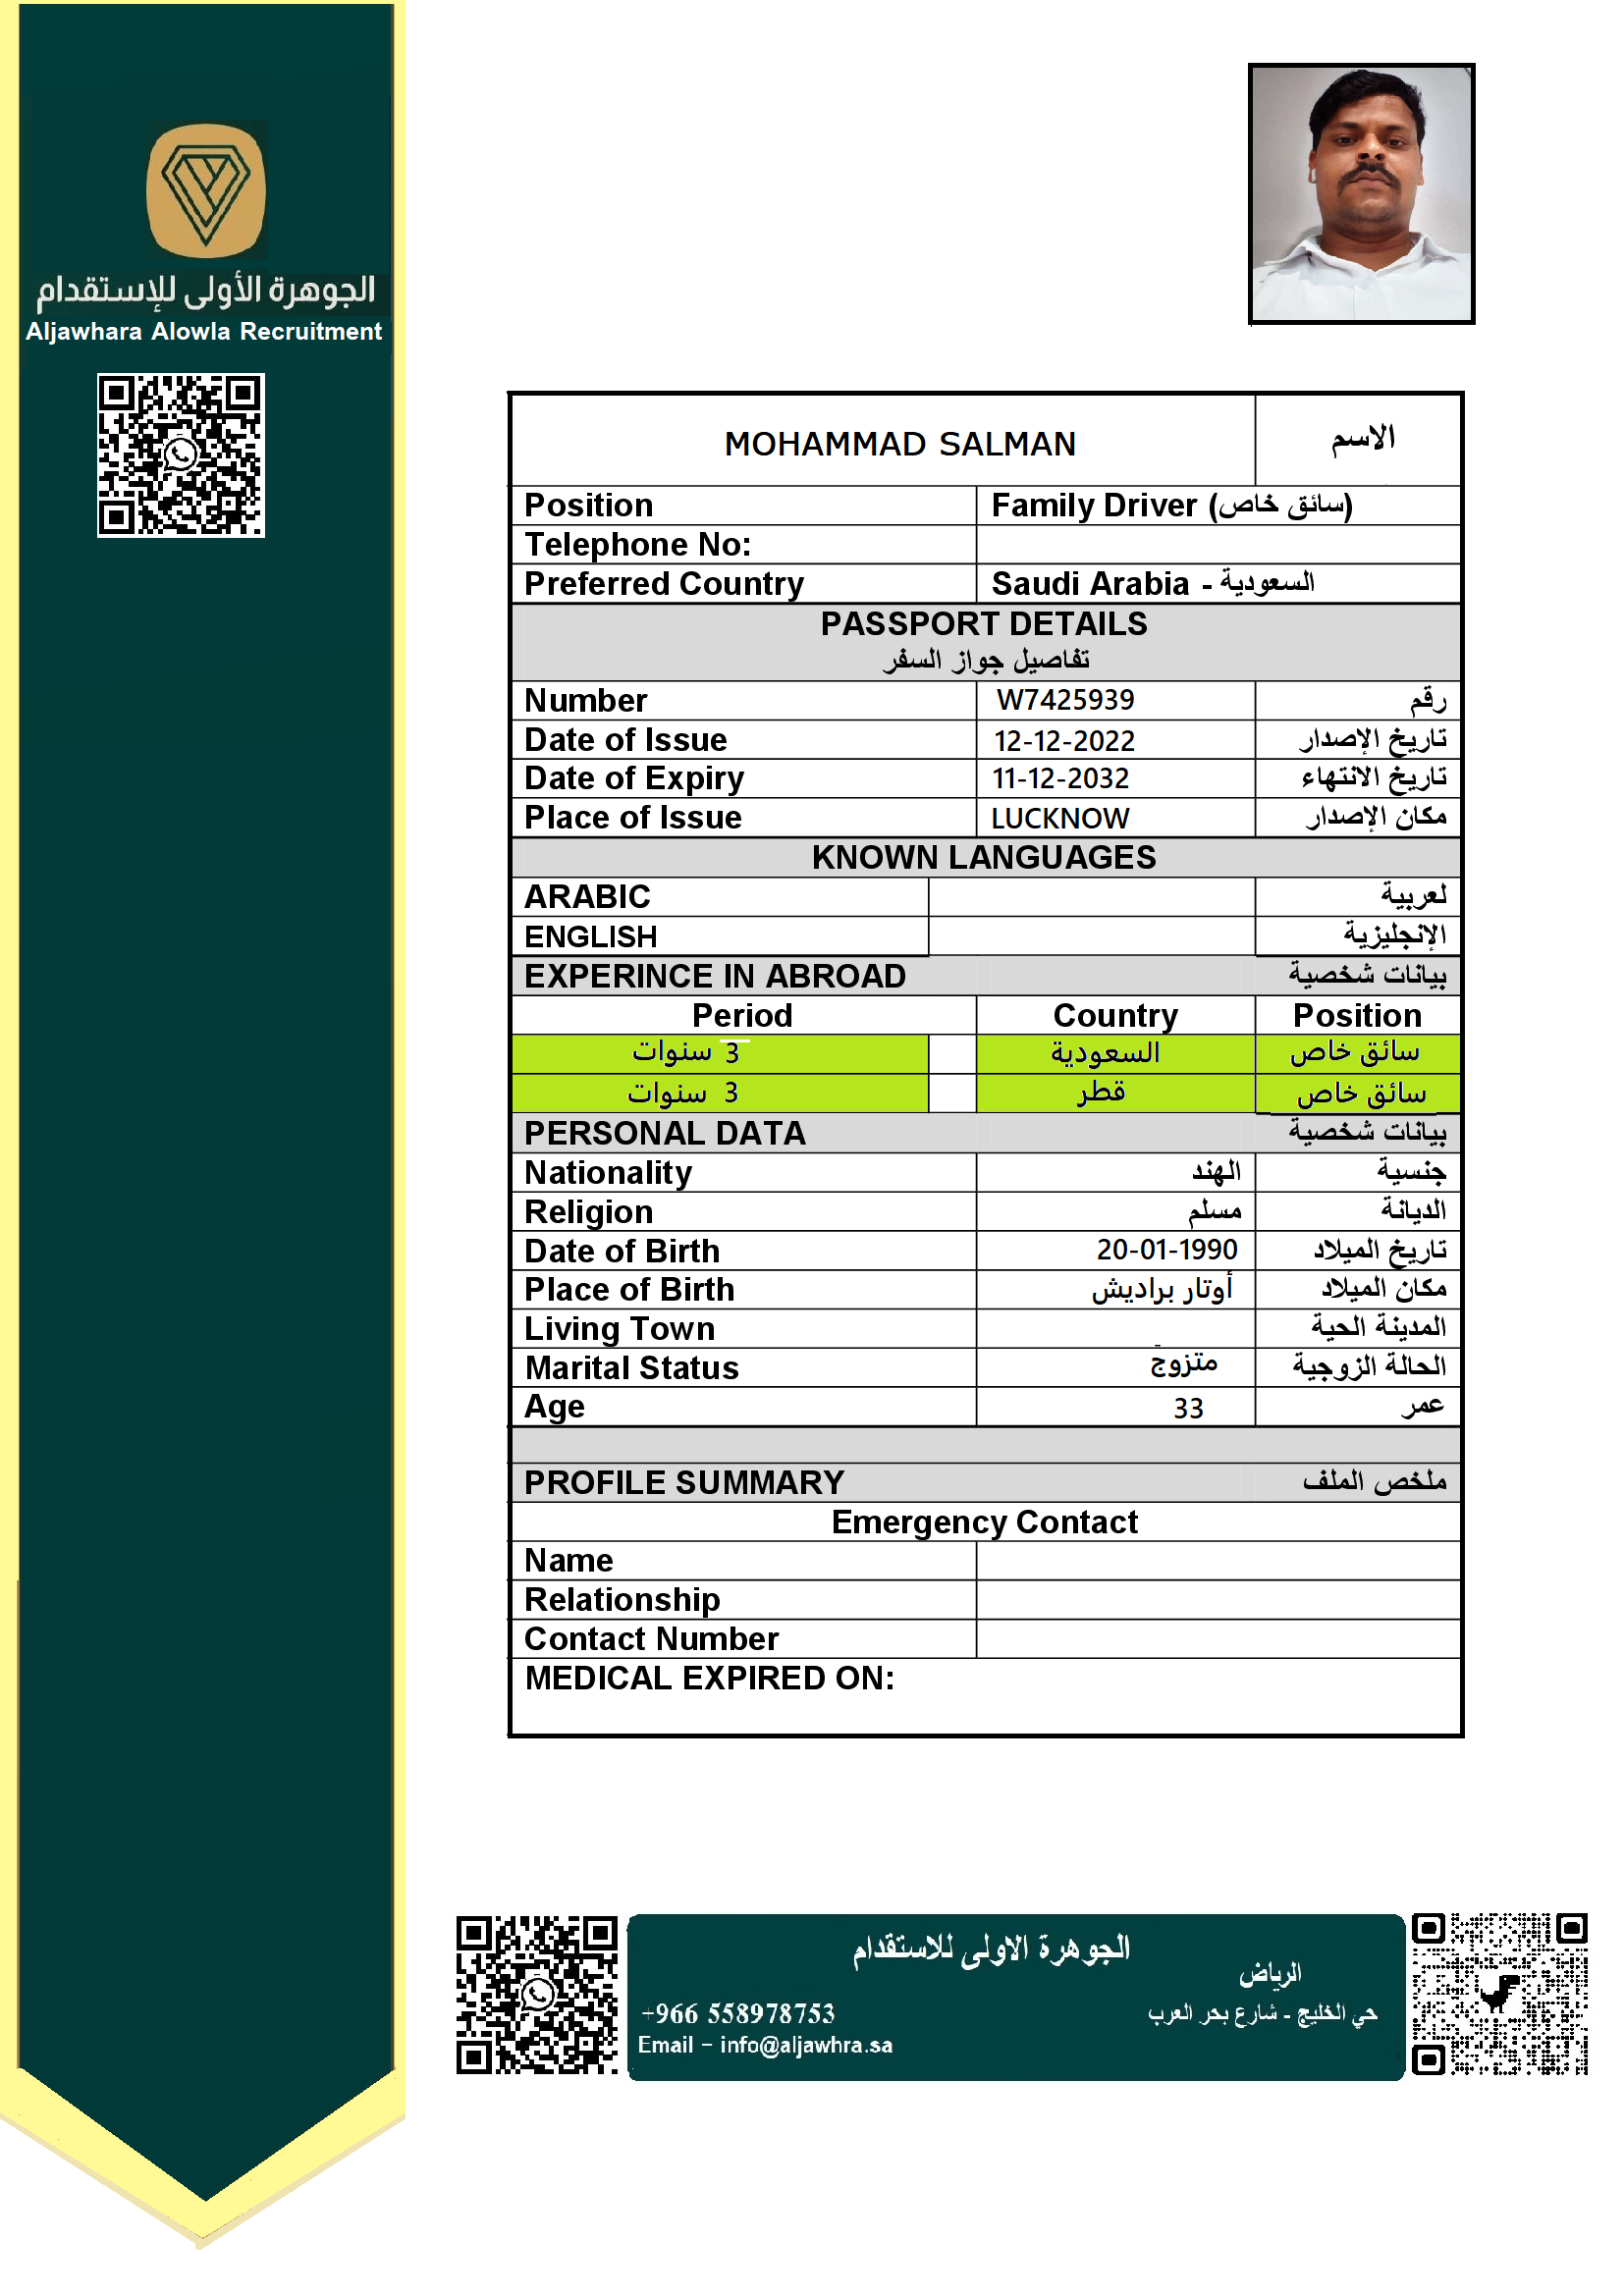 الجوهرة الأولى للإستقدام
Aljawhara Alowla Recruitment
MOHAMMAD SALMAN الاسم
Position Family Driver (سائق خاص)
Telephone No:
Preferred Country Saudi Arabia - السعودية
PASSPORT DETAILS
تفاصيل جواز السفر
Number W7425939 رقم
Date of Issue 12-12-2022 تاريخ الإصدار
Date of Expiry 11-12-2032 تاريخ الانتهاء
Place of Issue LUCKNOW مكان الإصدار
KNOWN LANGUAGES
ARABIC لعربية
ENGLISH الإنجليزية
EXPERINCE IN ABROAD بيانات شخصية
Period Country Position
3 سنوات السعودية سائق خاص
3 سنوات قطر سائق خاص
PERSONAL DATA بيانات شخصية
Nationality الهند جنسية
Religion مسلم الديانة
Date of Birth 20-01-1990 تاريخ الميلاد
Place of Birth أوتار براديش مكان الميلاد
Living Town المدينة الحية
Marital Status متزوج الحالة الزوجية
Age 33 عمر
PROFILE SUMMARY ملخص الملف
Emergency Contact
Name
Relationship
Contact Number
MEDICAL EXPIRED ON:
الجوهرة الاولى للاستقدام
الرياض
+966 558978753 حي الخليج - شارع بحر العرب
Email - info@aljawhra.sa